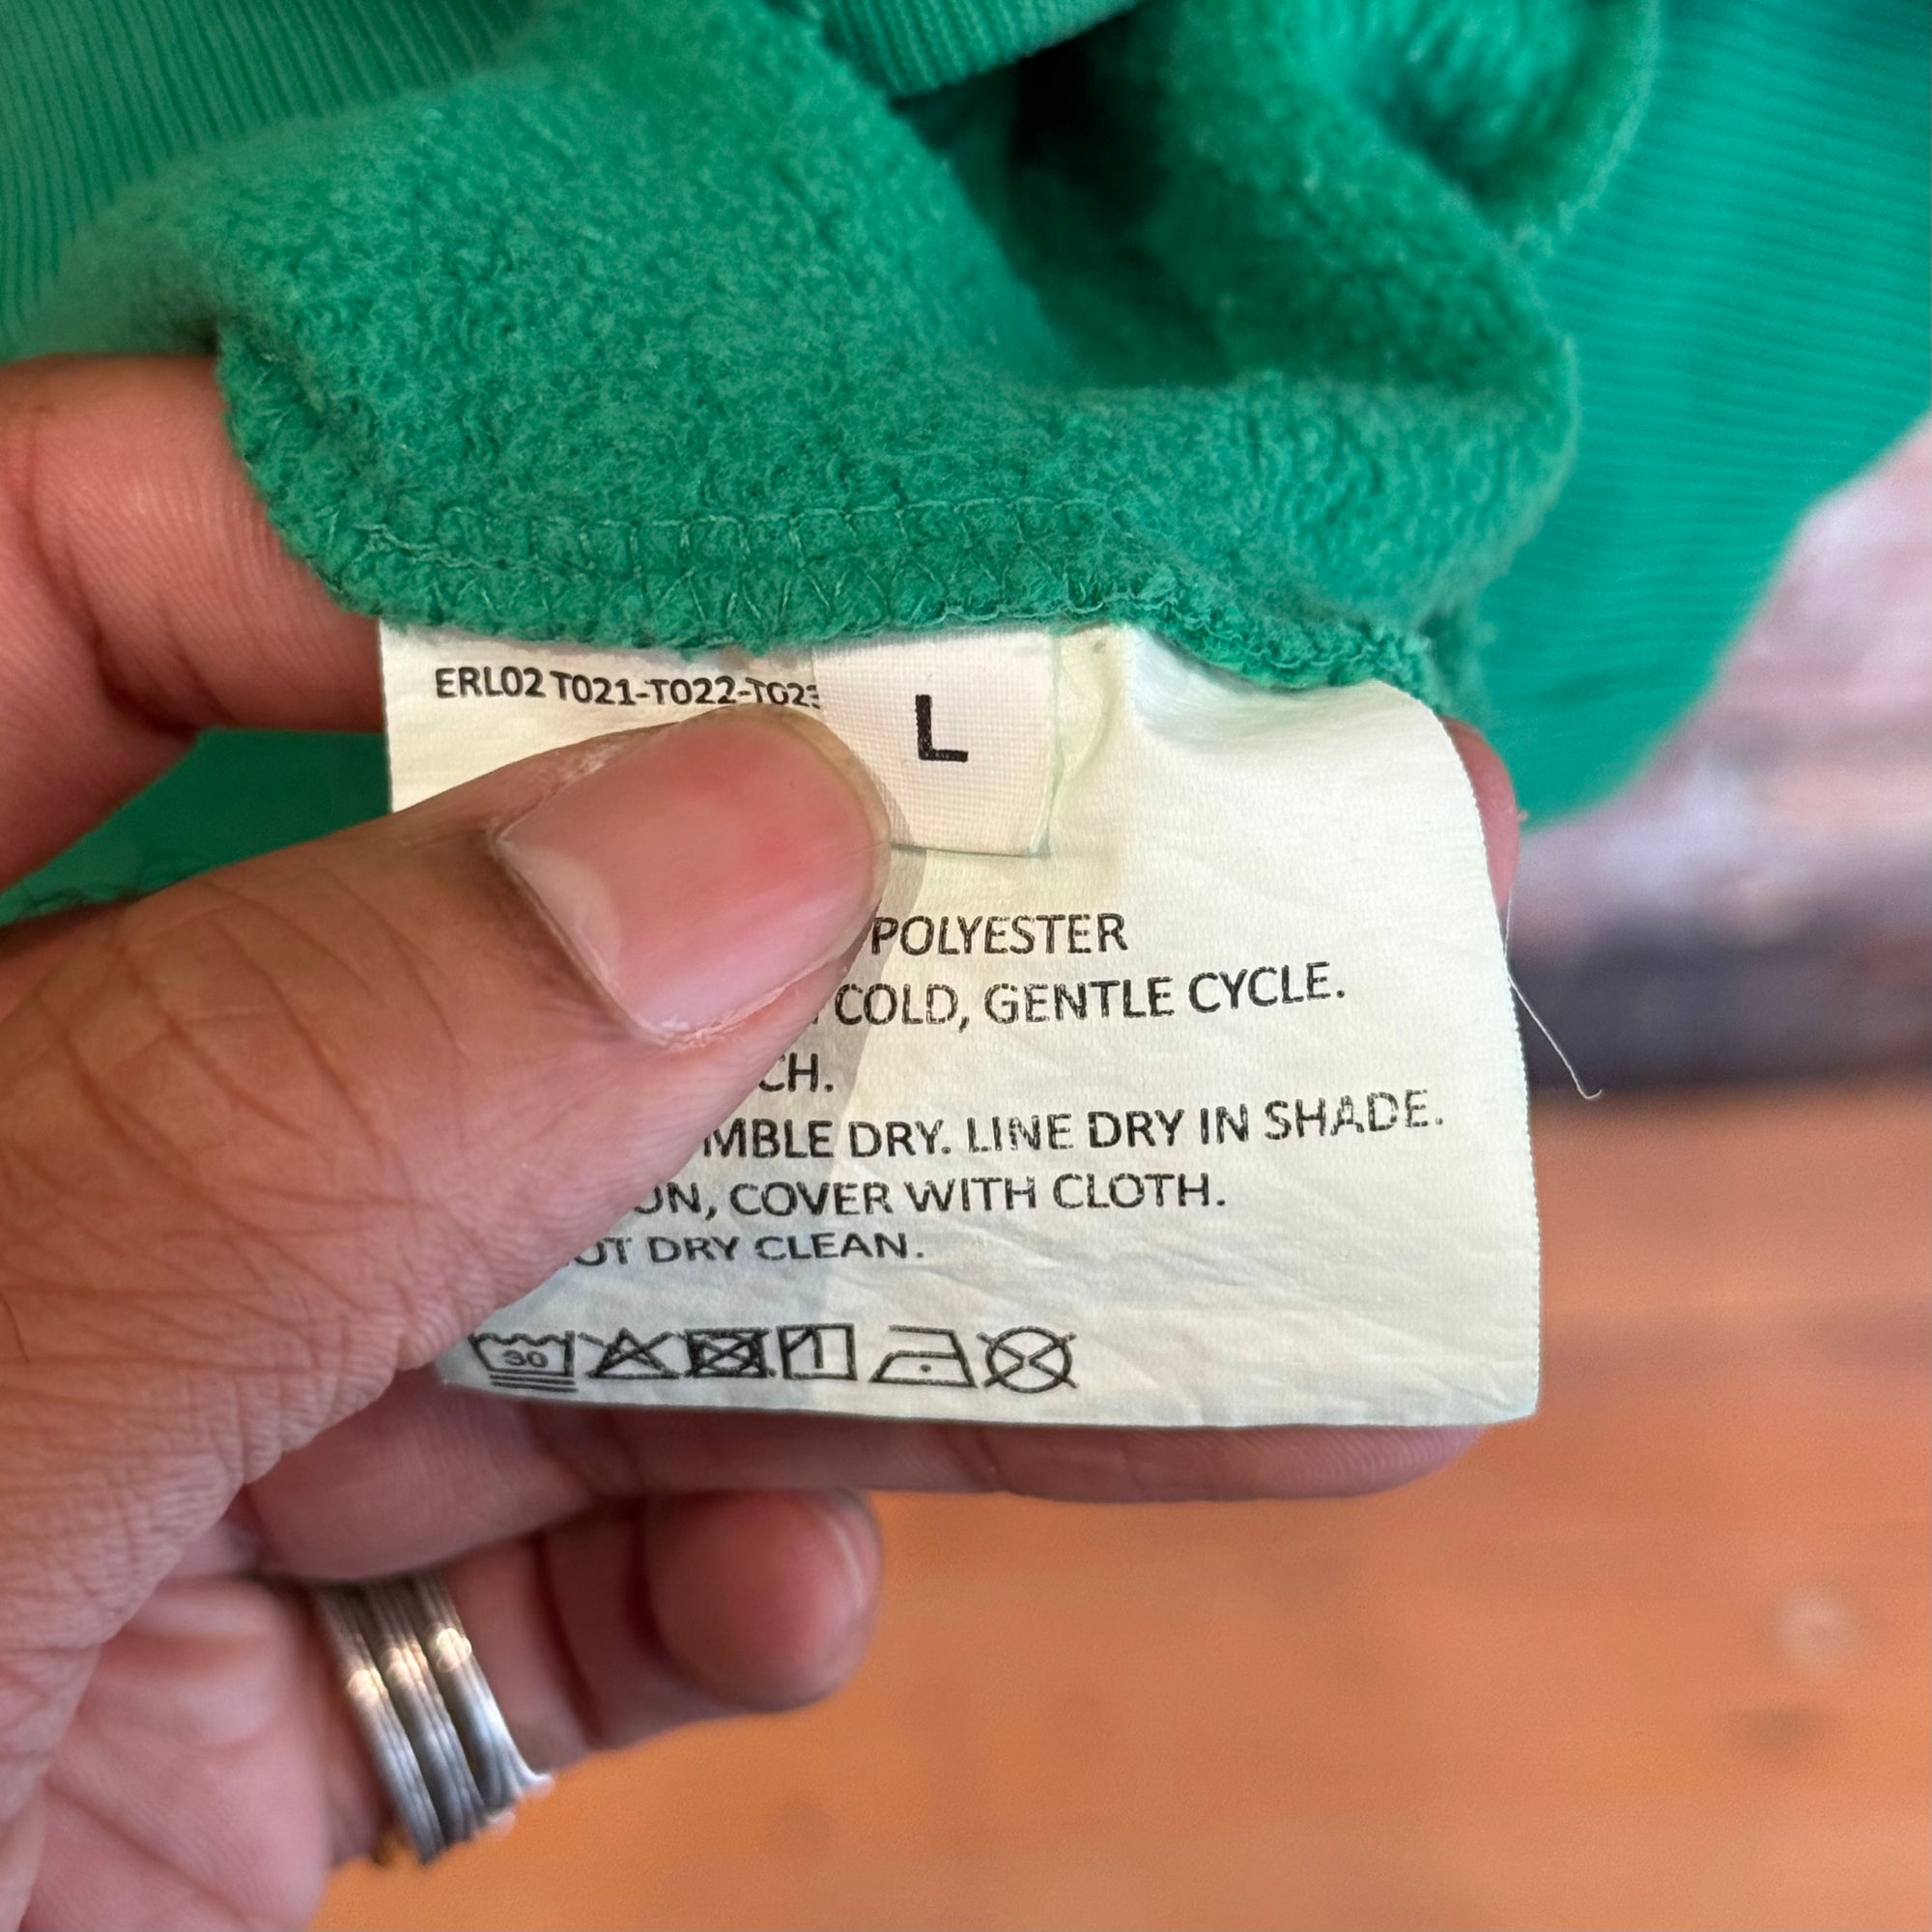 ERL02 T021-T022-T023
L
POLYESTER
COLD, GENTLE CYCLE.
CH.
MBLE DRY. LINE DRY IN SHADE.
ON, COVER WITH CLOTH.
OT DRY CLEAN.
30